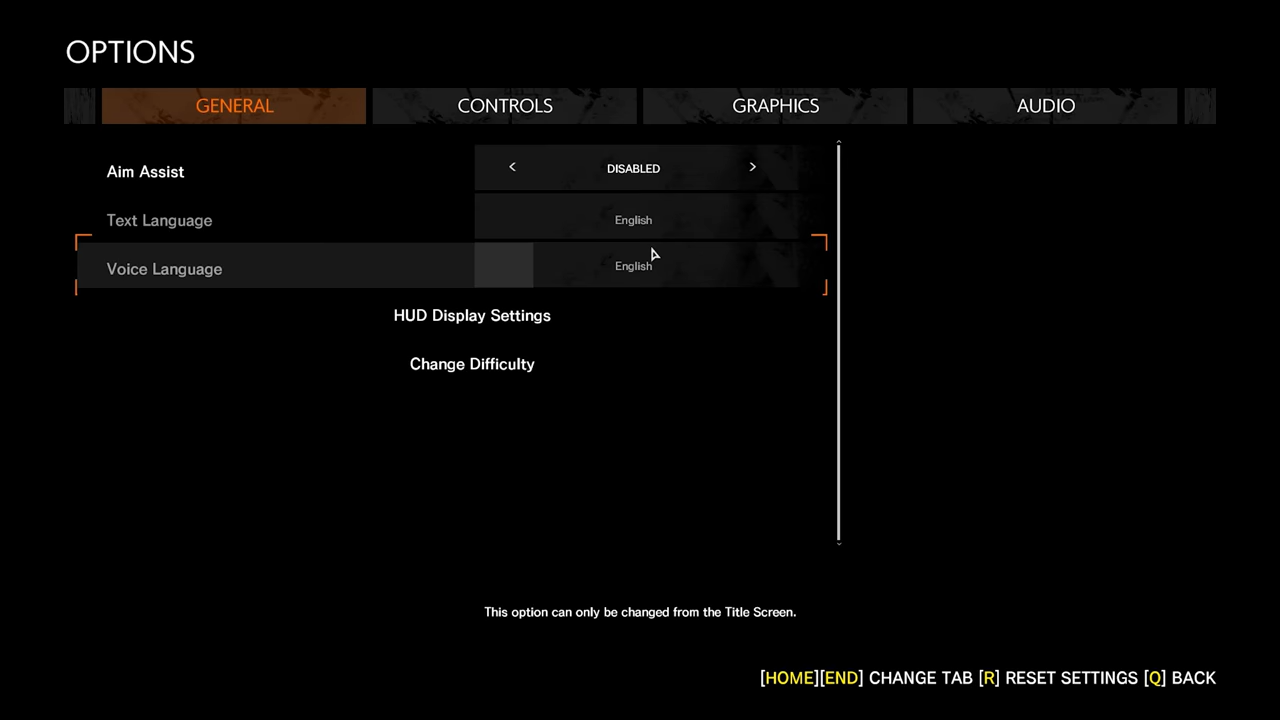 OPTIONS
GENERAL CONTROLS GRAPHICS AUDIO
Aim Assist < DISABLED >
Text Language English
Voice Language English
HUD Display Settings
Change Difficulty
This option can only be changed from the Title Screen.
[HOME][END] CHANGE TAB [R] RESET SETTINGS [Q] BACK